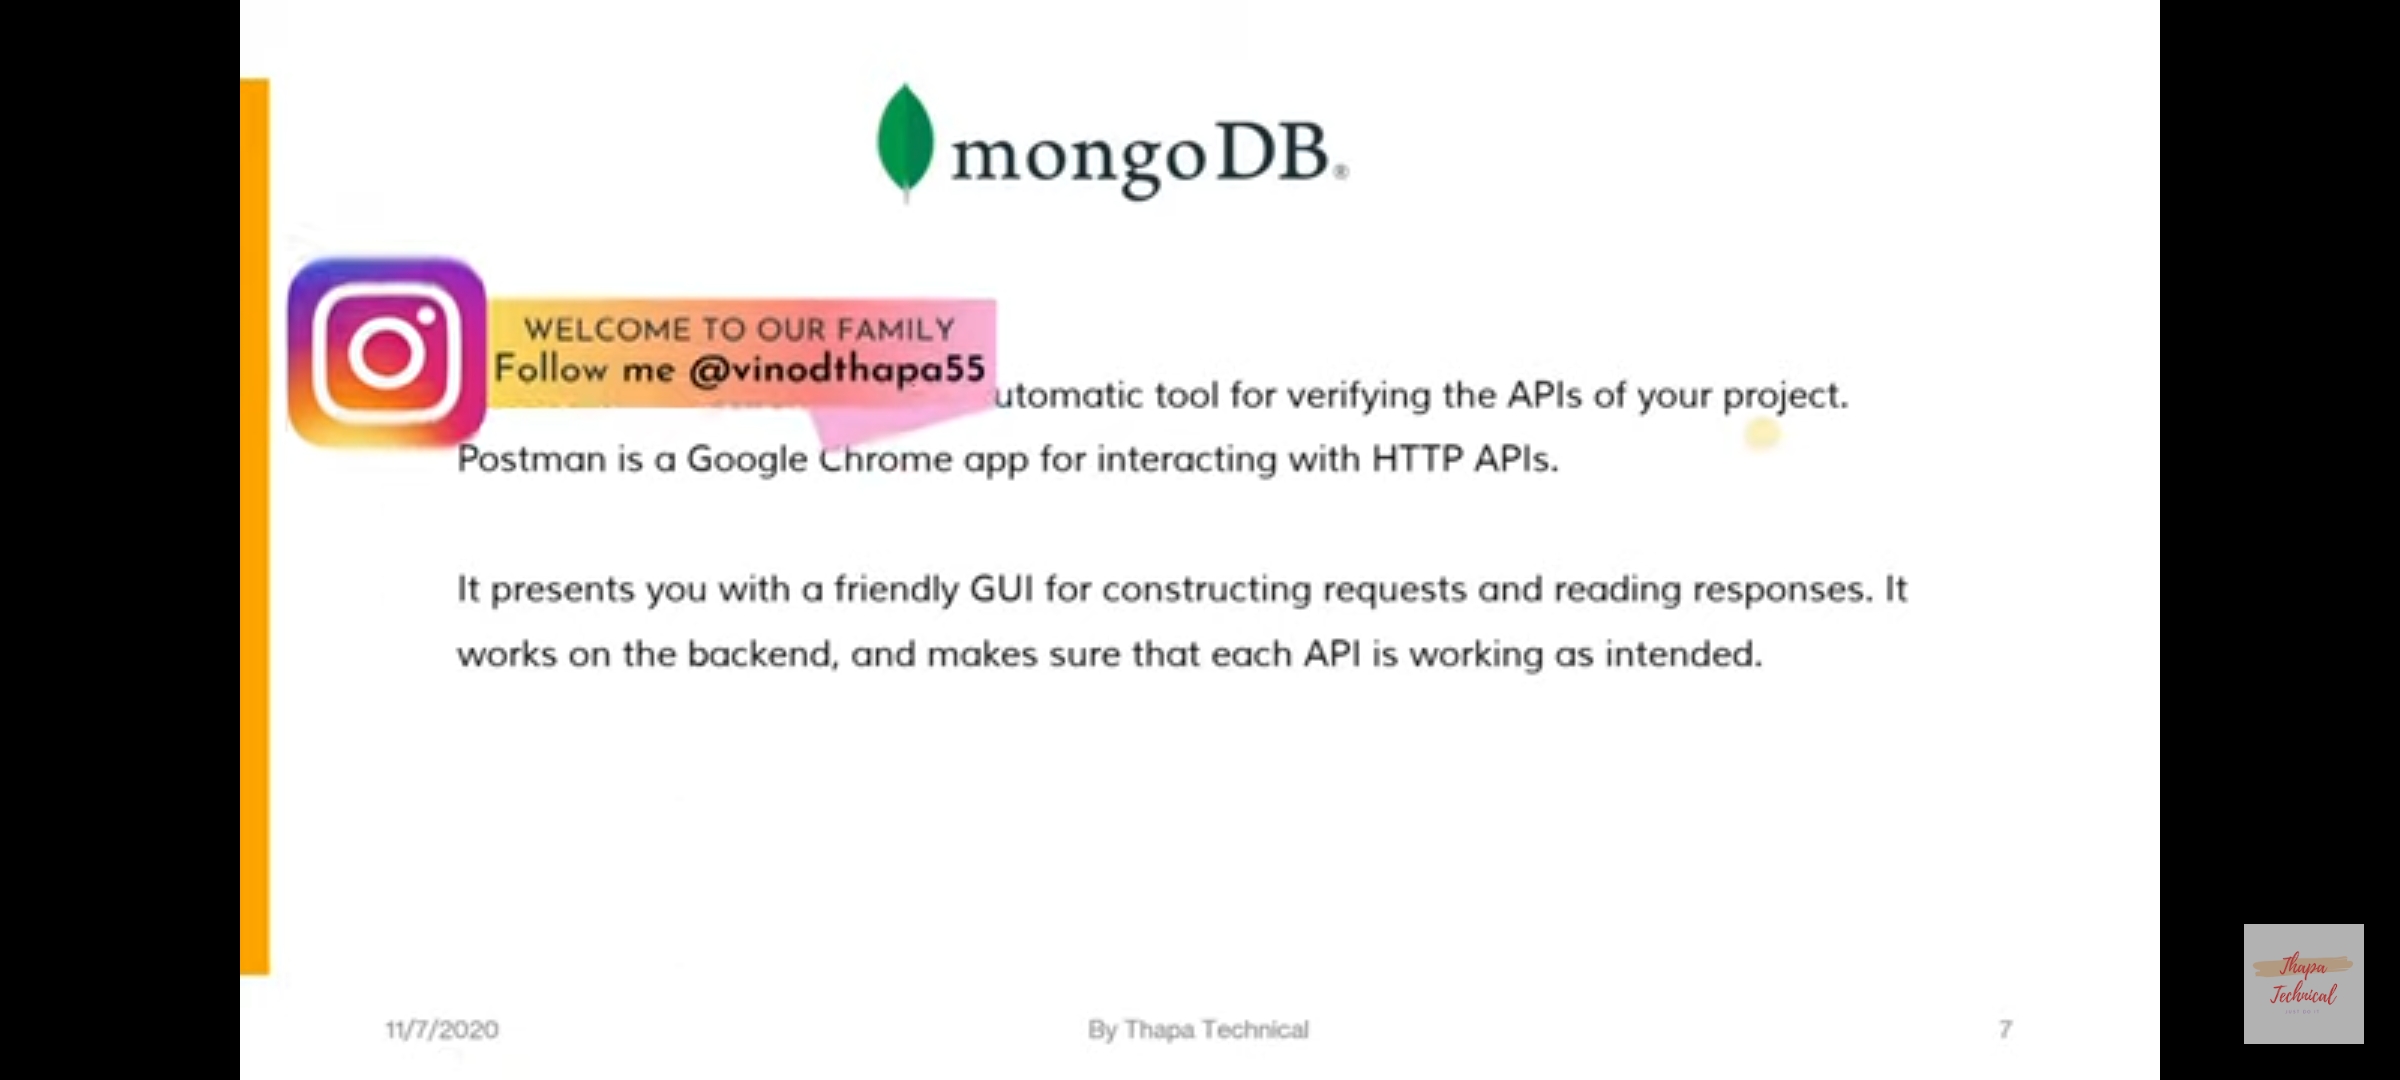 mongoDB®
WELCOME TO OUR FAMILY
Follow me @vinodthapa55
utomatic tool for verifying the APIs of your project.
Postman is a Google Chrome app for interacting with HTTP APIs.
It presents you with a friendly GUI for constructing requests and reading responses. It
works on the backend, and makes sure that each API is working as intended.
Thapa
Technical
11/7/2020
By Thapa Technical
7